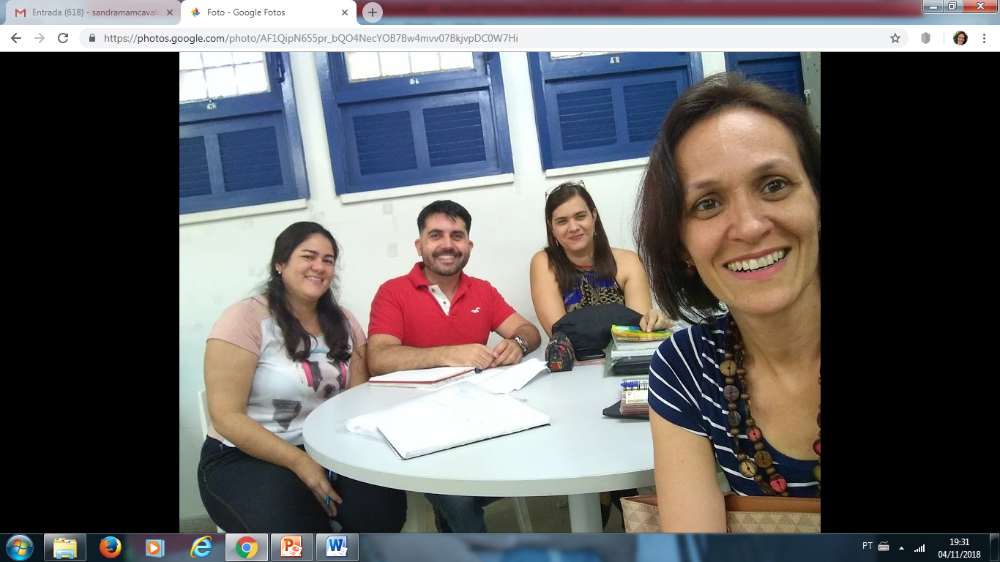 Entrada (618) - sandramamcavalc
Foto - Google Fotos
https://photos.google.com/photo/AF1QipN655pr_bQO4NecYOB7Bw4mvv07BkjvpDC0W7Hi
PT
19:31
04/11/2018